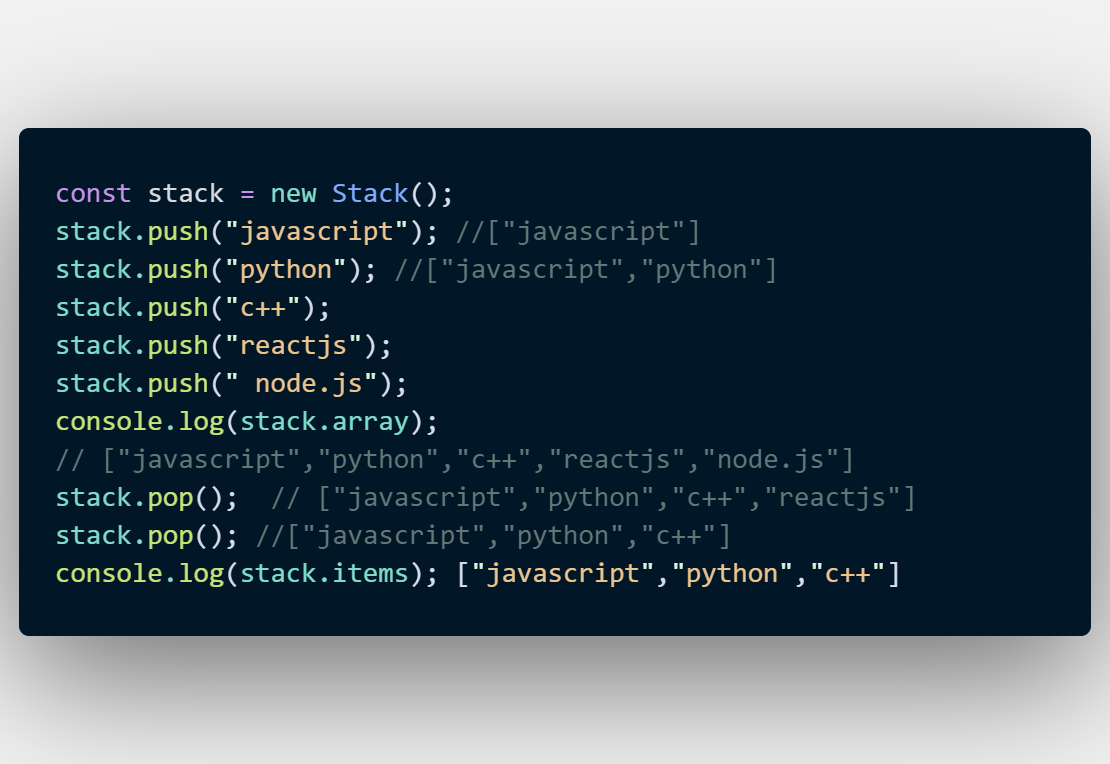 const stack = new Stack();
stack.push("javascript"); //["javascript"]
stack.push("python"); //["javascript","python"]
stack.push("c++");
stack.push("reactjs");
stack.push(" node.js");
console.log(stack.array);
// ["javascript","python","c++","reactjs","node.js"]
stack.pop();  // ["javascript","python","c++","reactjs"]
stack.pop(); //["javascript","python","c++"]
console.log(stack.items); ["javascript","python","c++"]